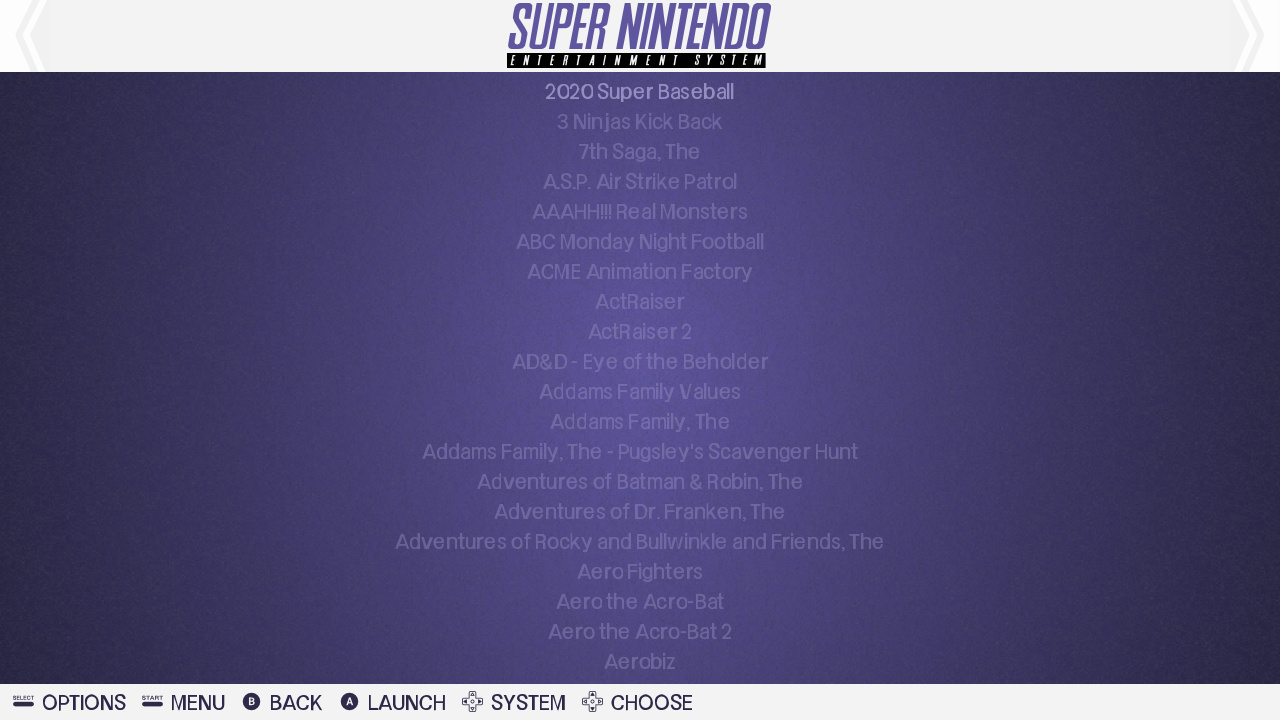 SUPER NINTENDO
ENTERTAINMENT SYSTEM
2020 Super Baseball
3 Ninjas Kick Back
7th Saga, The
A.S.P. Air Strike Patrol
AAAHH!!! Real Monsters
ABC Monday Night Football
ACME Animation Factory
ActRaiser
ActRaiser 2
AD&D - Eye of the Beholder
Addams Family Values
Addams Family, The
Addams Family, The - Pugsley's Scavenger Hunt
Adventures of Batman & Robin, The
Adventures of Dr. Franken, The
Adventures of Rocky and Bullwinkle and Friends, The
Aero Fighters
Aero the Acro-Bat
Aero the Acro-Bat 2
Aerobiz
SELECT OPTIONS START MENU B BACK A LAUNCH SYSTEM CHOOSE